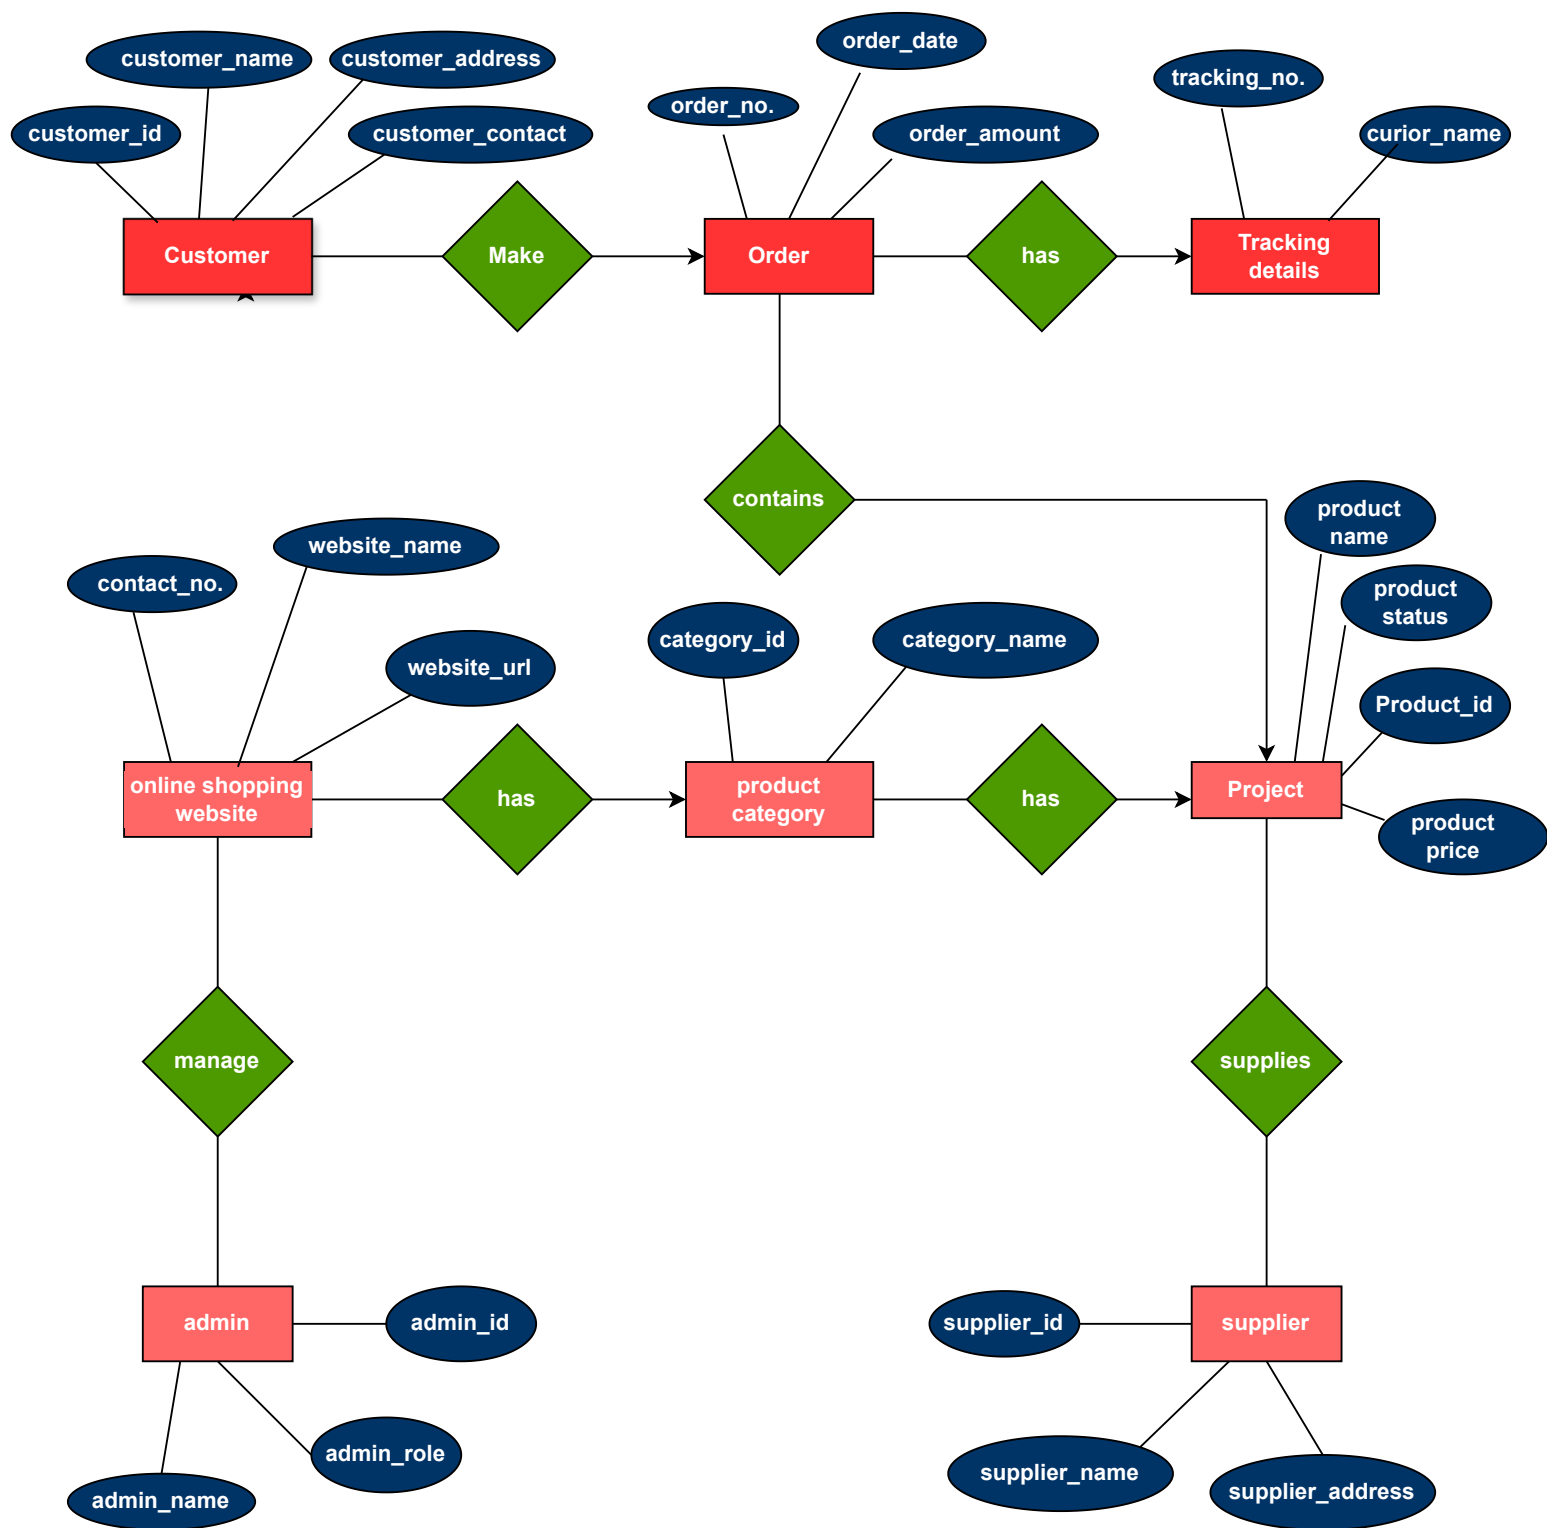 order_date
customer_name
customer_address
tracking_no.
order_no.
customer_id
customer_contact
order_amount
curior_name
Customer
Make
Order
has
Tracking
details
contains
product
name
website_name
contact_no.
product
status
category_id
category_name
website_url
Product_id
online shopping
website
has
product
category
has
Project
product
price
manage
supplies
admin
admin_id
supplier_id
supplier
admin_role
supplier_name
admin_name
supplier_address